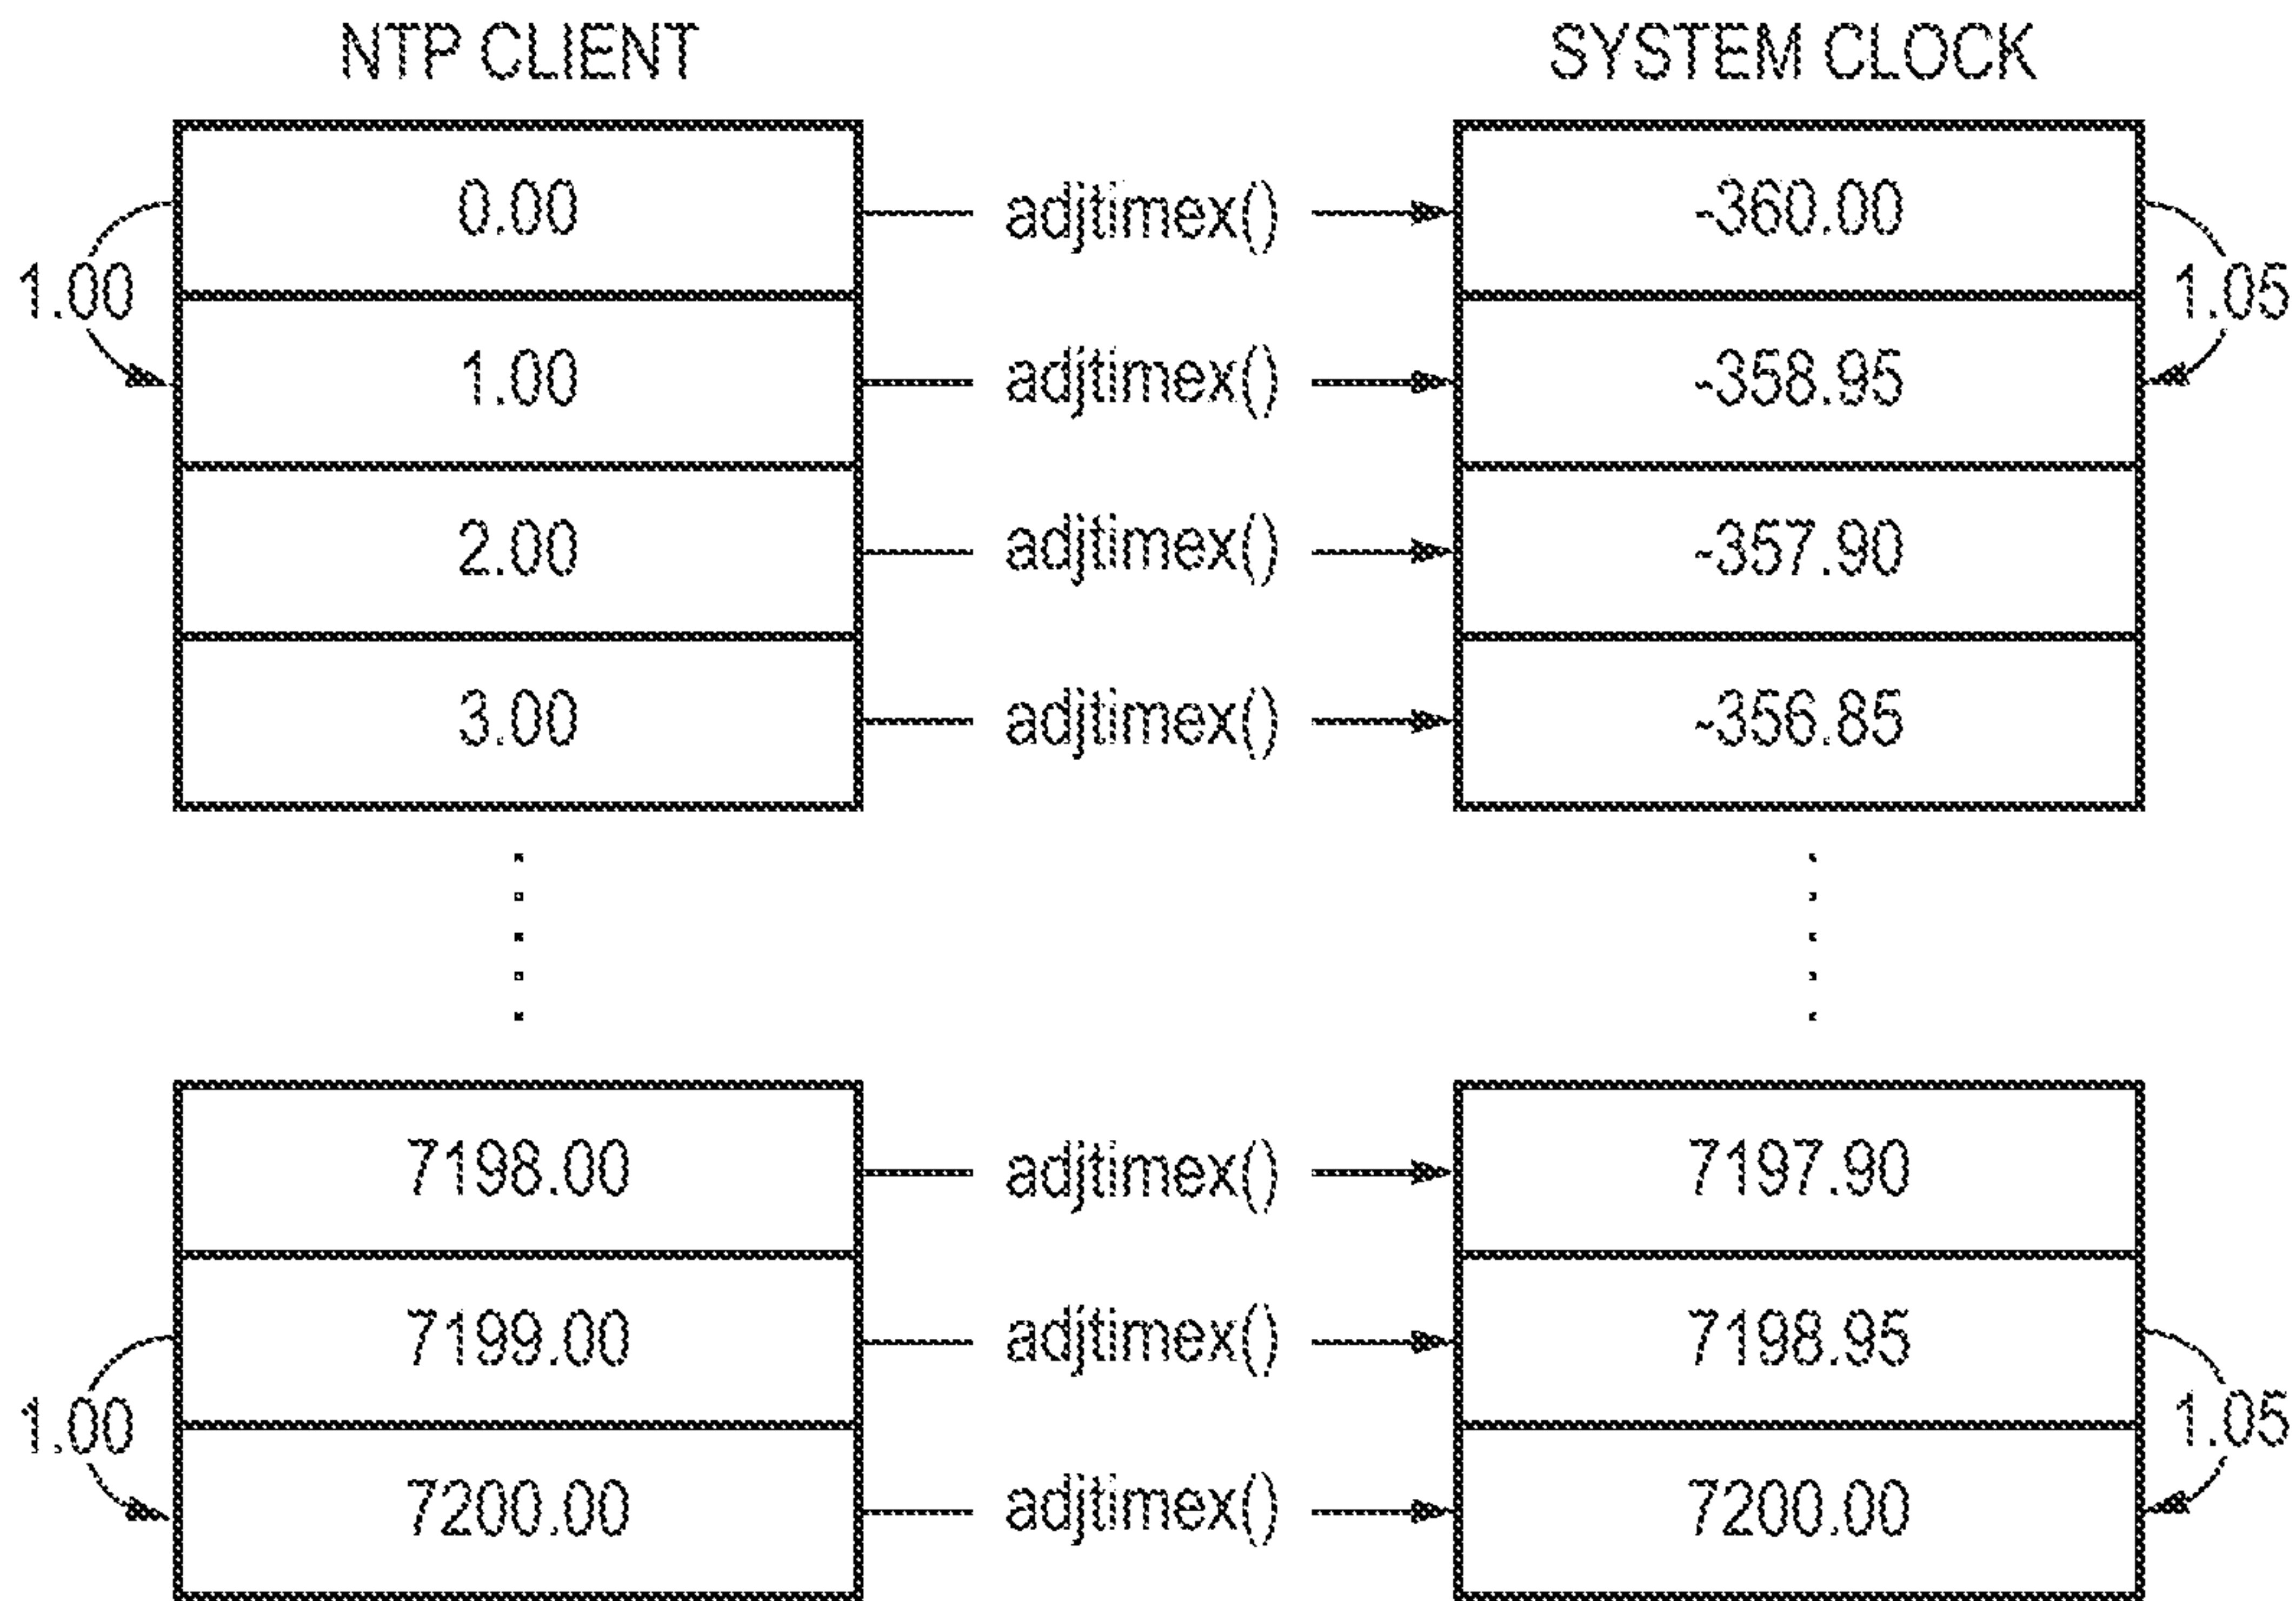 NTP CLIENT SYSTEM CLOCK
0.00 adjtimex() -360.00
1.00 1.05
1.00 adjtimex() -358.95
2.00 adjtimex() -357.90
3.00 adjtimex() -356.85
7198.00 adjtimex() 7197.90
7199.00 adjtimex() 7198.95
1.00 1.05
7200.00 adjtimex() 7200.00